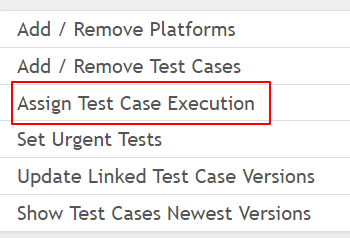 Add / Remove Platforms
Add / Remove Test Cases
Assign Test Case Execution
Set Urgent Tests
Update Linked Test Case Versions
Show Test Cases Newest Versions